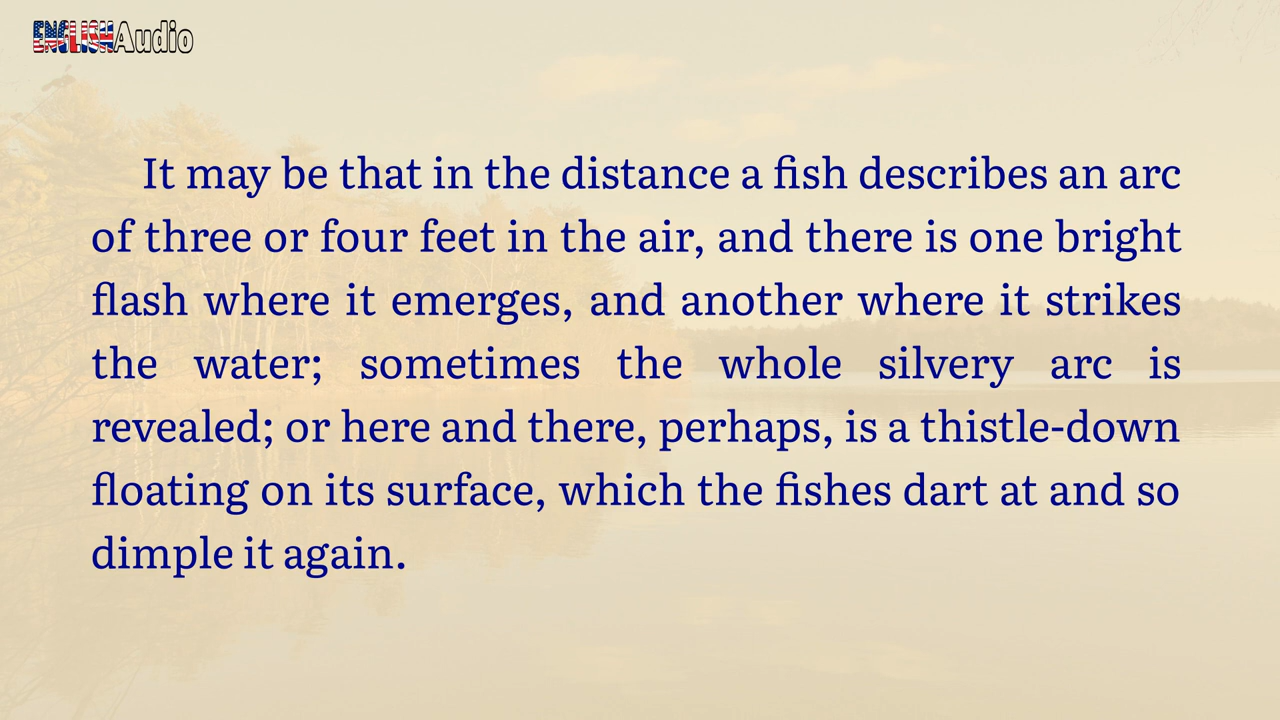 ENGLISHAudio
It may be that in the distance a fish describes an arc
of three or four feet in the air, and there is one bright
flash where it emerges, and another where it strikes
the water; sometimes the whole silvery arc is
revealed; or here and there, perhaps, is a thistle-down
floating on its surface, which the fishes dart at and so
dimple it again.